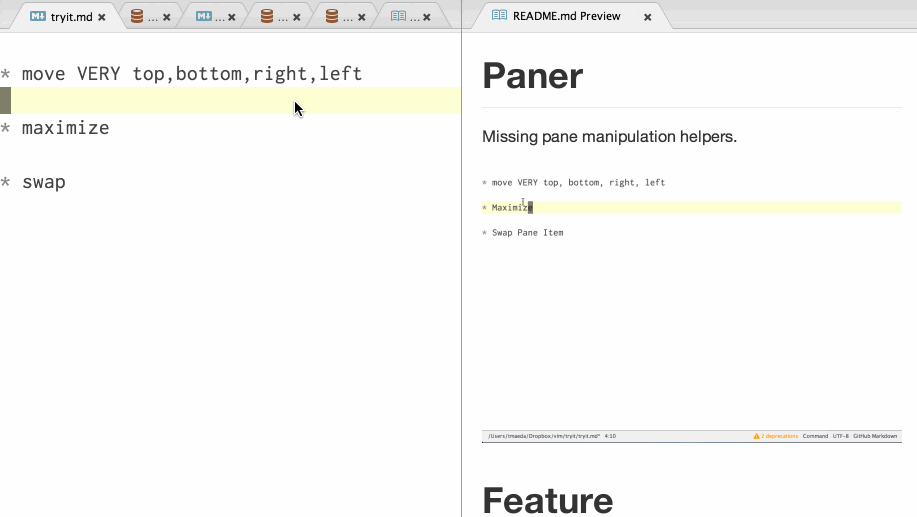 tryit.md ... ... ... ... ...
* move VERY top,bottom,right,left
* maximize
* swap
README.md Preview
Paner
Missing pane manipulation helpers.
* move VERY top, bottom, right, left
* Maximize
* Swap Pane Item
/Users/tmaeda/Dropbox/vim/tryit/tryit.md* 4:10 2 deprecations Command UTF-8 GitHub Markdown
Feature